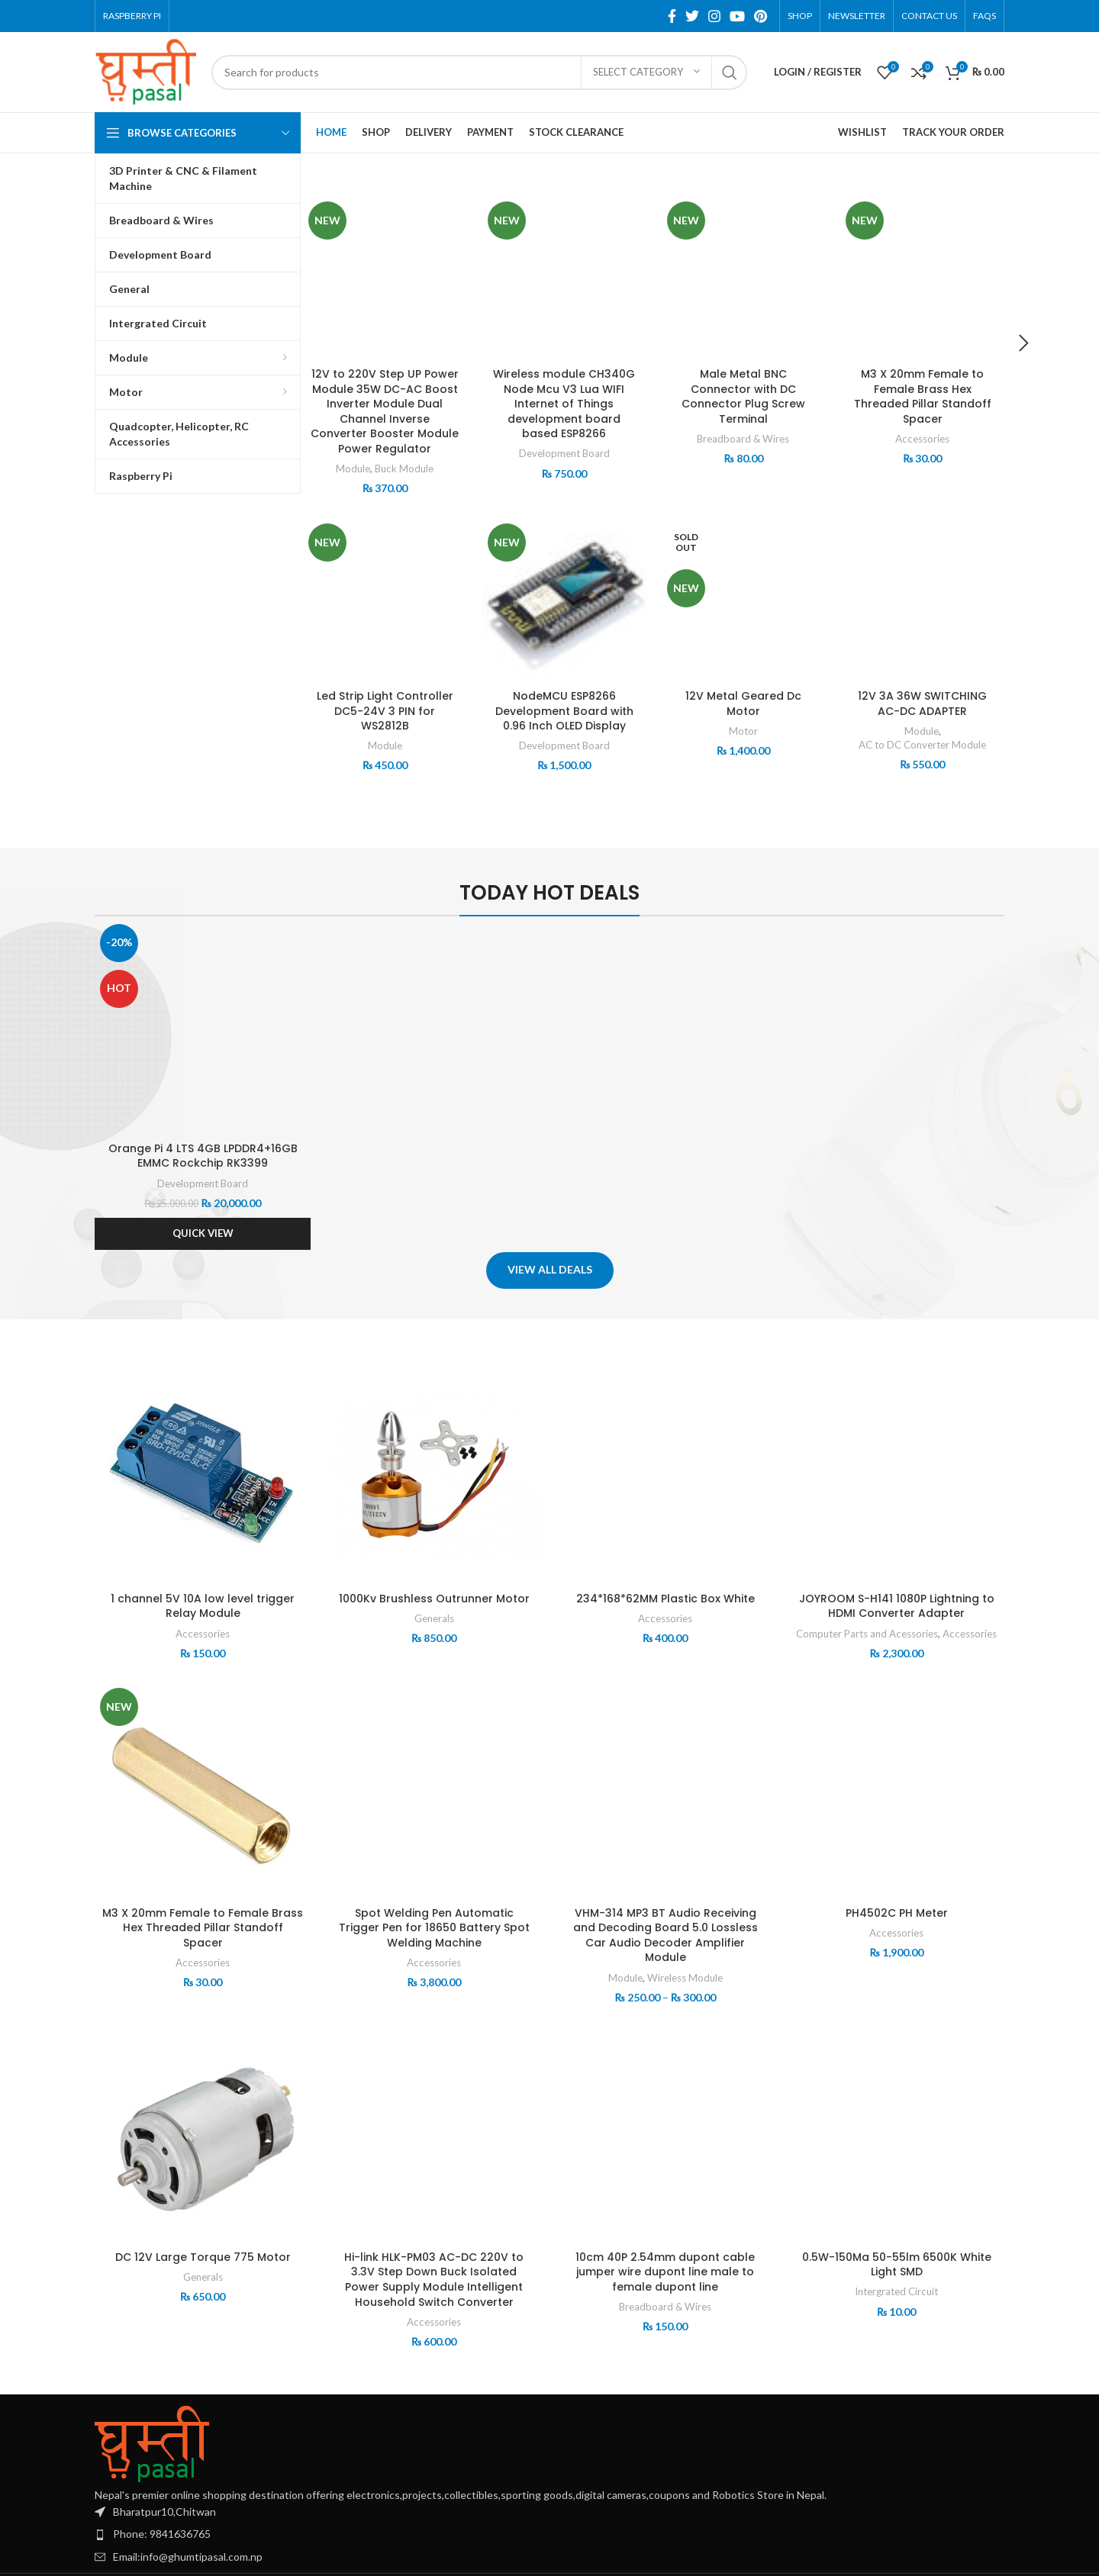 RASPBERRY PI
SHOP
NEWSLETTER
CONTACT US
FAQS
घुम्ती
pasal
Search for products
SELECT CATEGORY
LOGIN / REGISTER
0
0
0
₨ 0.00
BROWSE CATEGORIES
HOME
SHOP
DELIVERY
PAYMENT
STOCK CLEARANCE
WISHLIST
TRACK YOUR ORDER
3D Printer & CNC & Filament
Machine
Breadboard & Wires
Development Board
General
Intergrated Circuit
Module
Motor
Quadcopter, Helicopter, RC
Accessories
Raspberry Pi
NEW
12V to 220V Step UP Power
Module 35W DC-AC Boost
Inverter Module Dual
Channel Inverse
Converter Booster Module
Power Regulator
Module, Buck Module
₨ 370.00
NEW
Wireless module CH340G
Node Mcu V3 Lua WIFI
Internet of Things
development board
based ESP8266
Development Board
₨ 750.00
NEW
Male Metal BNC
Connector with DC
Connector Plug Screw
Terminal
Breadboard & Wires
₨ 80.00
NEW
M3 X 20mm Female to
Female Brass Hex
Threaded Pillar Standoff
Spacer
Accessories
₨ 30.00
NEW
Led Strip Light Controller
DC5-24V 3 PIN for
WS2812B
Module
₨ 450.00
NEW
NodeMCU ESP8266
Development Board with
0.96 Inch OLED Display
Development Board
₨ 1,500.00
SOLD
OUT
NEW
12V Metal Geared Dc
Motor
Motor
₨ 1,400.00
12V 3A 36W SWITCHING
AC-DC ADAPTER
Module,
AC to DC Converter Module
₨ 550.00
TODAY HOT DEALS
-20%
HOT
Orange Pi 4 LTS 4GB LPDDR4+16GB
EMMC Rockchip RK3399
Development Board
₨ 25,000.00 ₨ 20,000.00
QUICK VIEW
VIEW ALL DEALS
SONGLE
SRD-12VDC-SL-C
1 channel 5V 10A low level trigger
Relay Module
Accessories
₨ 150.00
1000Kv Brushless Outrunner Motor
Generals
₨ 850.00
234*168*62MM Plastic Box White
Accessories
₨ 400.00
JOYROOM S-H141 1080P Lightning to
HDMI Converter Adapter
Computer Parts and Acessories, Accessories
₨ 2,300.00
NEW
M3 X 20mm Female to Female Brass
Hex Threaded Pillar Standoff
Spacer
Accessories
₨ 30.00
Spot Welding Pen Automatic
Trigger Pen for 18650 Battery Spot
Welding Machine
Accessories
₨ 3,800.00
VHM-314 MP3 BT Audio Receiving
and Decoding Board 5.0 Lossless
Car Audio Decoder Amplifier
Module
Module, Wireless Module
₨ 250.00 – ₨ 300.00
PH4502C PH Meter
Accessories
₨ 1,900.00
DC 12V Large Torque 775 Motor
Generals
₨ 650.00
Hi-link HLK-PM03 AC-DC 220V to
3.3V Step Down Buck Isolated
Power Supply Module Intelligent
Household Switch Converter
Accessories
₨ 600.00
10cm 40P 2.54mm dupont cable
jumper wire dupont line male to
female dupont line
Breadboard & Wires
₨ 150.00
0.5W-150Ma 50-55lm 6500K White
Light SMD
Intergrated Circuit
₨ 10.00
घुम्ती
pasal
Nepal's premier online shopping destination offering electronics,projects,collectibles,sporting goods,digital cameras,coupons and Robotics Store in Nepal.
Bharatpur10,Chitwan
Phone: 9841636765
Email:info@ghumtipasal.com.np